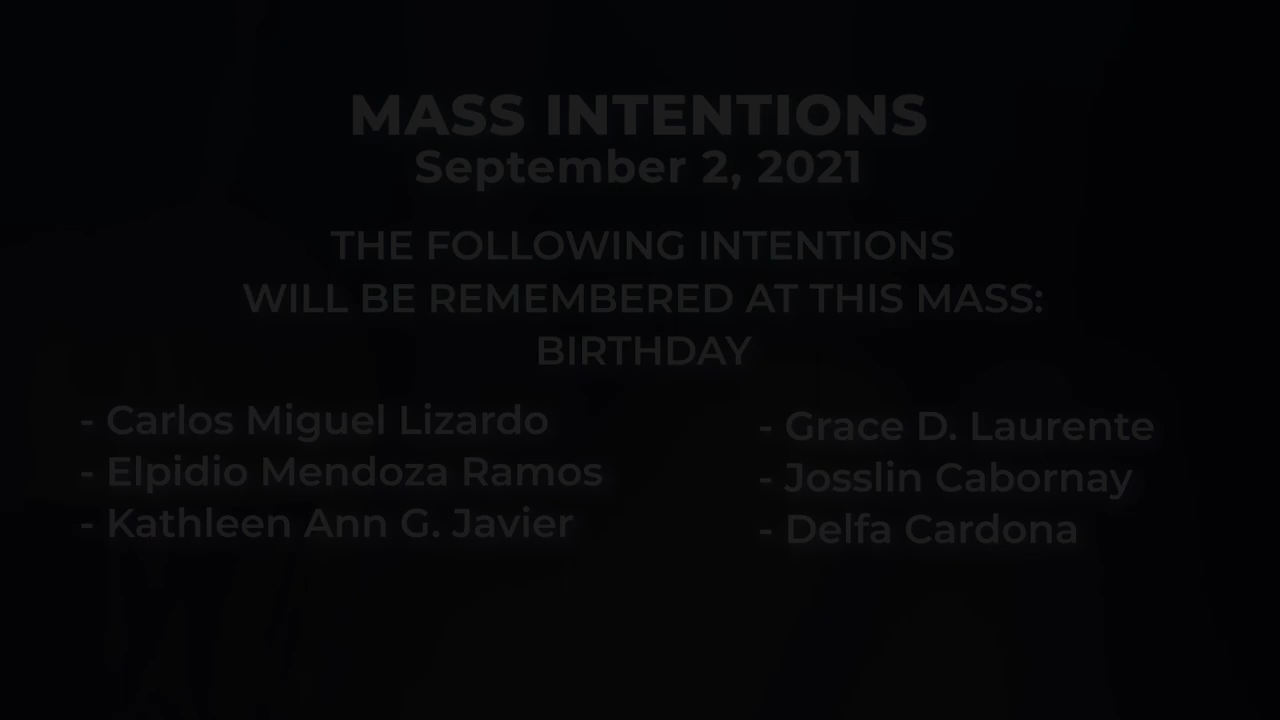 MASS INTENTIONS
September 2, 2021
THE FOLLOWING INTENTIONS
WILL BE REMEMBERED AT THIS MASS:
BIRTHDAY
- Carlos Miguel Lizardo
- Elpidio Mendoza Ramos
- Kathleen Ann G. Javier
- Grace D. Laurente
- Josslin Cabornay
- Delfa Cardona